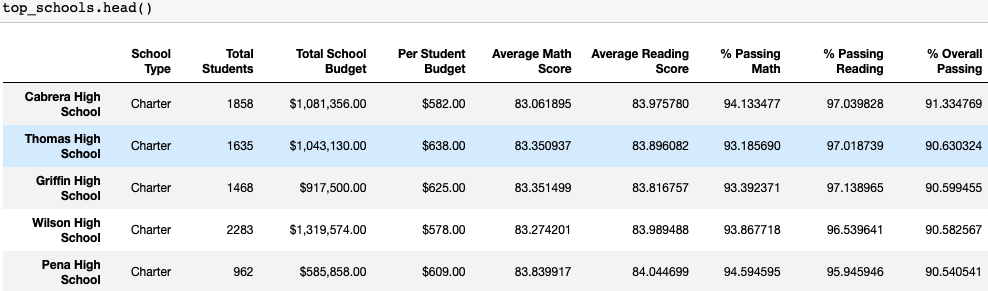 top_schools.head()
School Type Total Students Total School Budget Per Student Budget Average Math Score Average Reading Score % Passing Math % Passing Reading % Overall Passing
Cabrera High School Charter 1858 $1,081,356.00 $582.00 83.061895 83.975780 94.133477 97.039828 91.334769
Thomas High School Charter 1635 $1,043,130.00 $638.00 83.350937 83.896082 93.185690 97.018739 90.630324
Griffin High School Charter 1468 $917,500.00 $625.00 83.351499 83.816757 93.392371 97.138965 90.599455
Wilson High School Charter 2283 $1,319,574.00 $578.00 83.274201 83.989488 93.867718 96.539641 90.582567
Pena High School Charter 962 $585,858.00 $609.00 83.839917 84.044699 94.594595 95.945946 90.540541